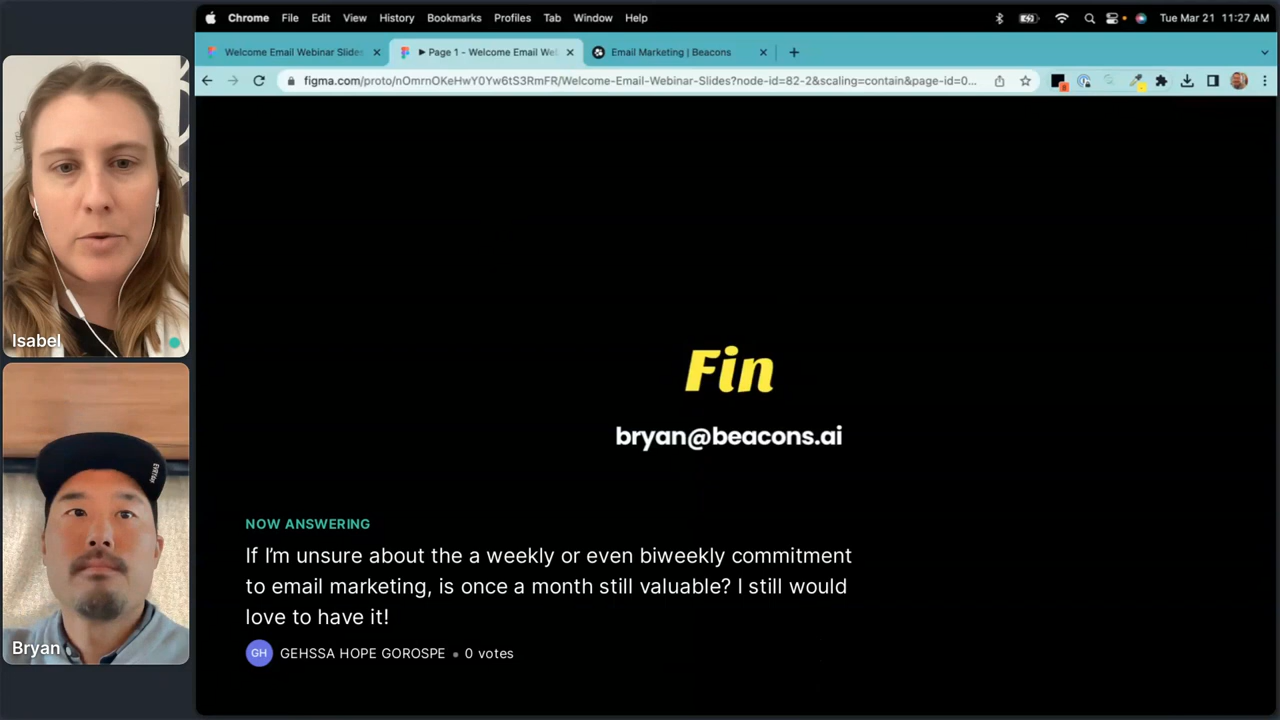 Chrome File Edit View History Bookmarks Profiles Tab Window Help Tue Mar 21 11:27 AM
Welcome Email Webinar Slides Page 1 - Welcome Email We Email Marketing | Beacons
figma.com/proto/nOmrnOKeHwY0Yw6tS3RmFR/Welcome-Email-Webinar-Slides?node-id=82-2&scaling=contain&page-id=0...
Isabel
Fin
bryan@beacons.ai
NOW ANSWERING
If I'm unsure about the a weekly or even biweekly commitment
to email marketing, is once a month still valuable? I still would
love to have it!
GH GEHSSA HOPE GOROSPE • 0 votes
Bryan